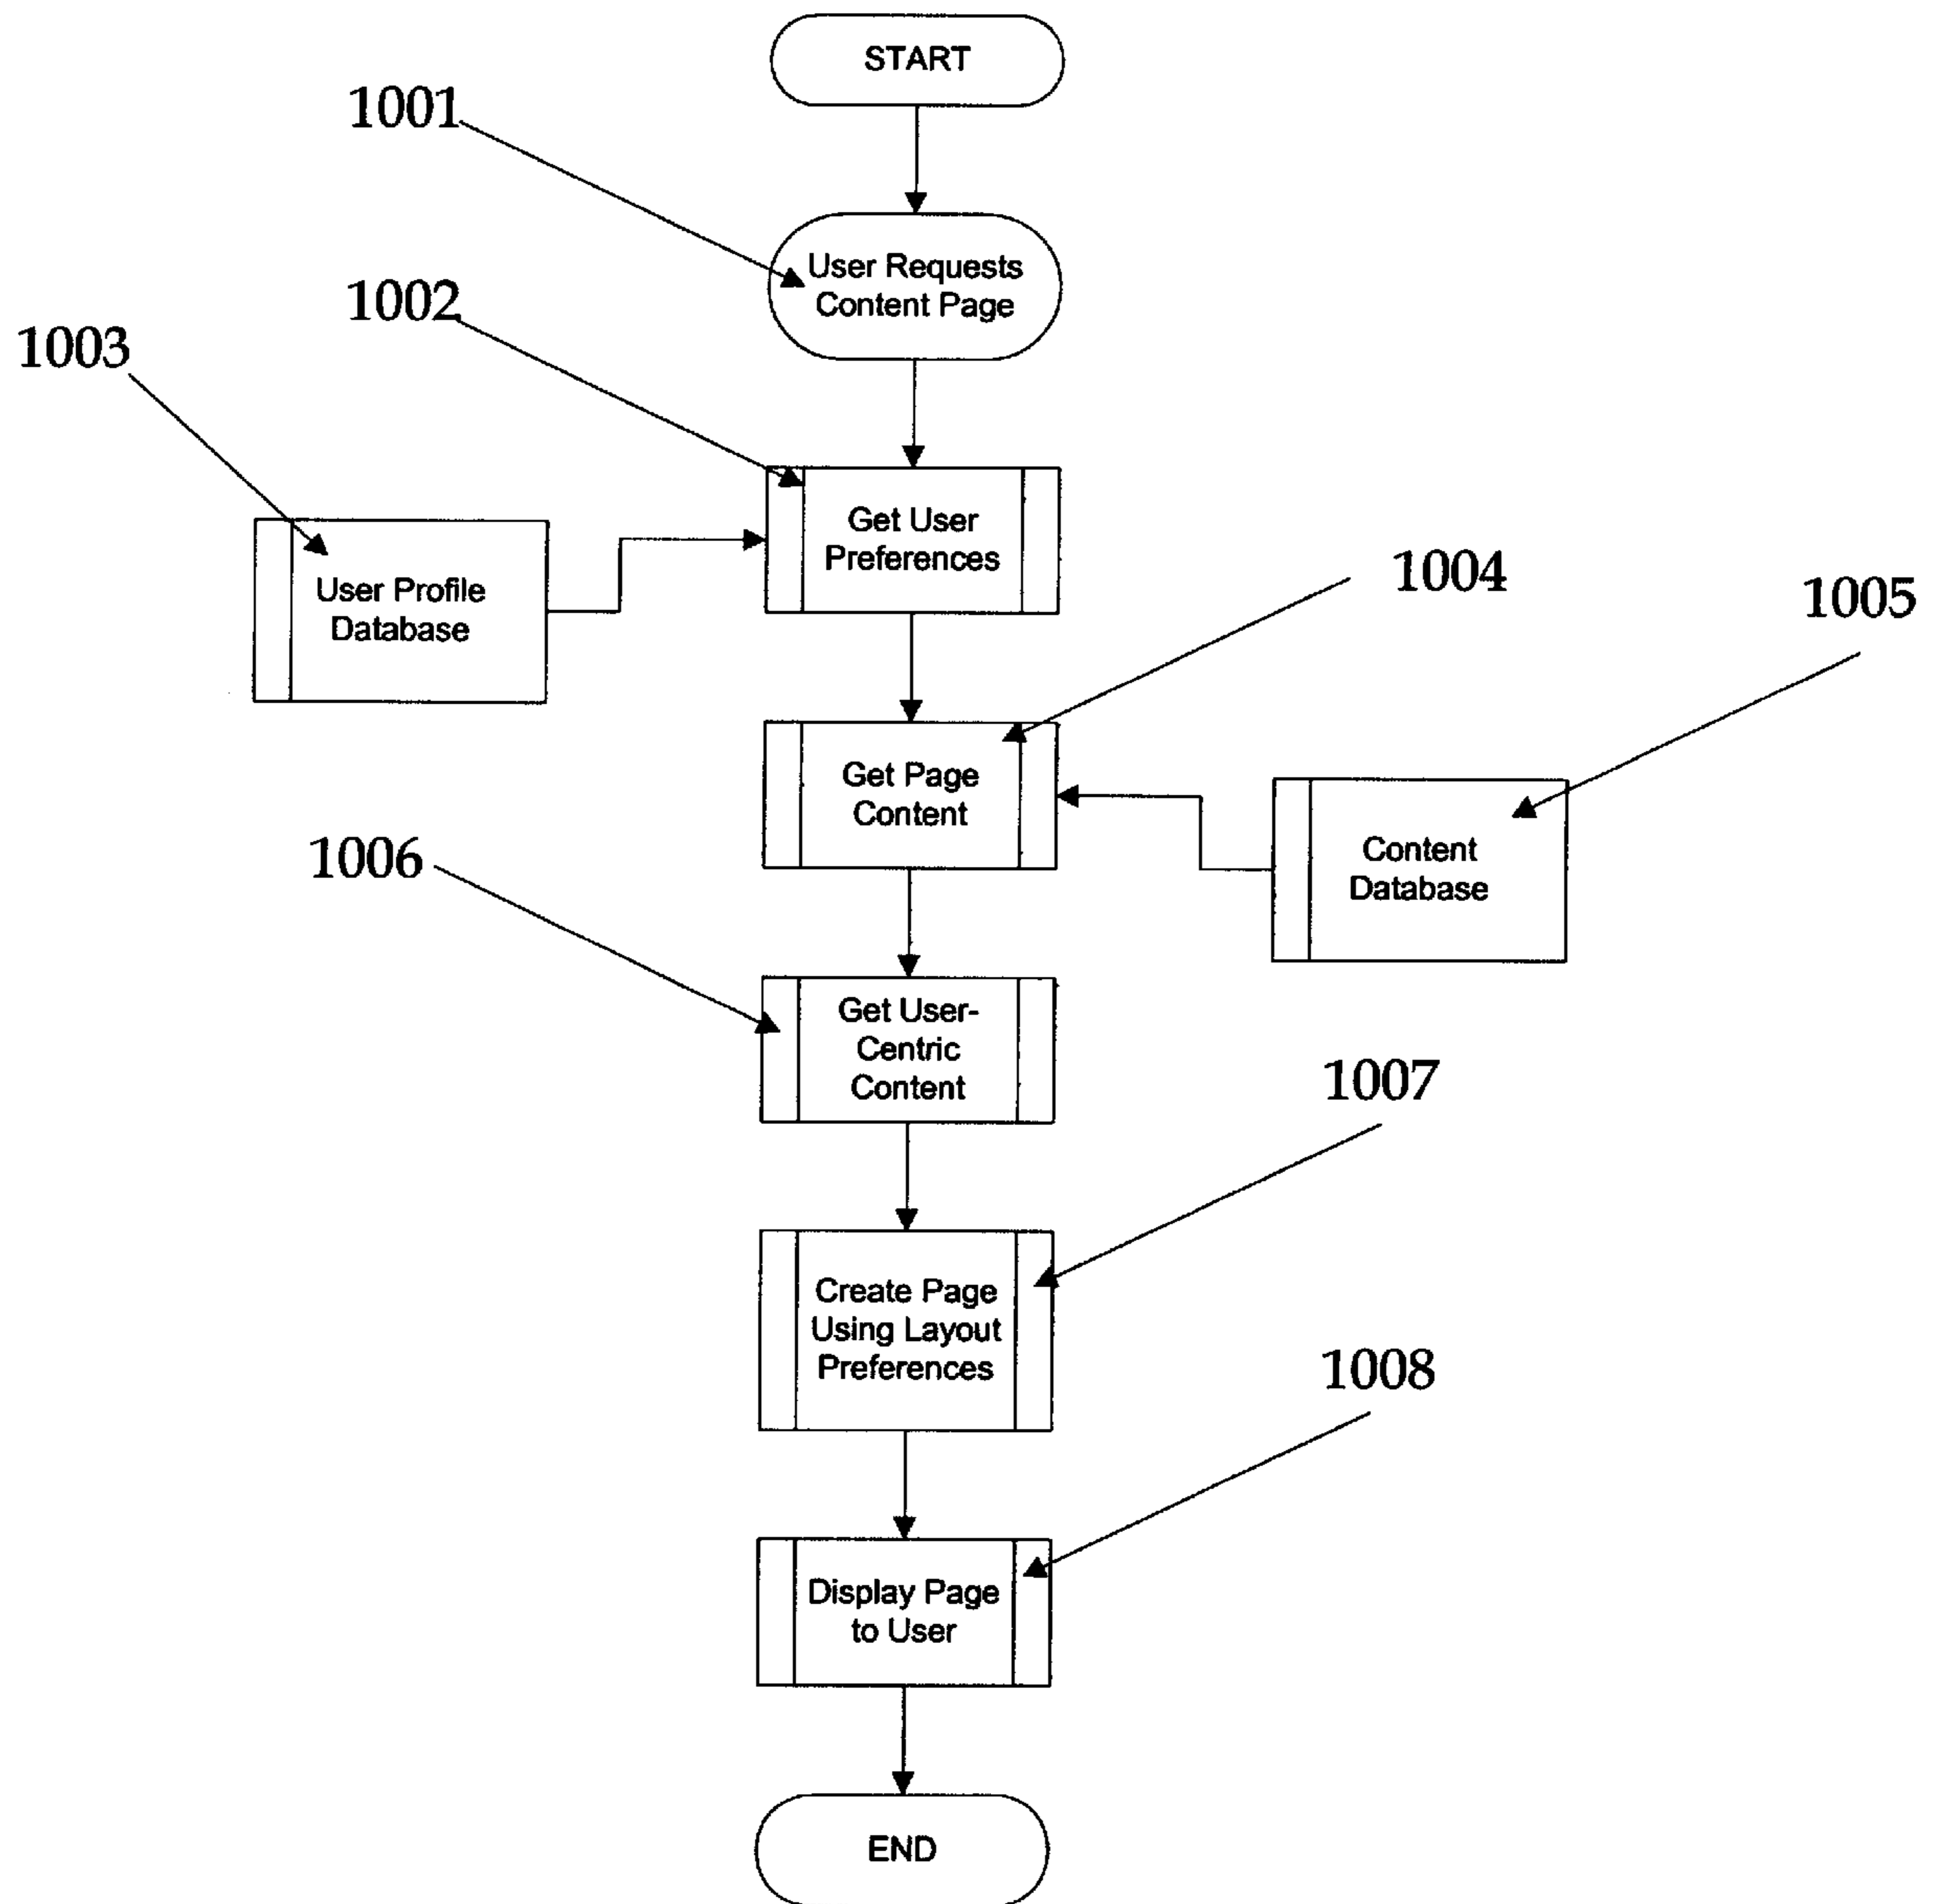 START
1001
User Requests
Content Page
1002
1003
Get User
Preferences
User Profile
Database
1004
1005
Get Page
Content
Content
Database
1006
Get User-
Centric
Content
1007
Create Page
Using Layout
Preferences
1008
Display Page
to User
END